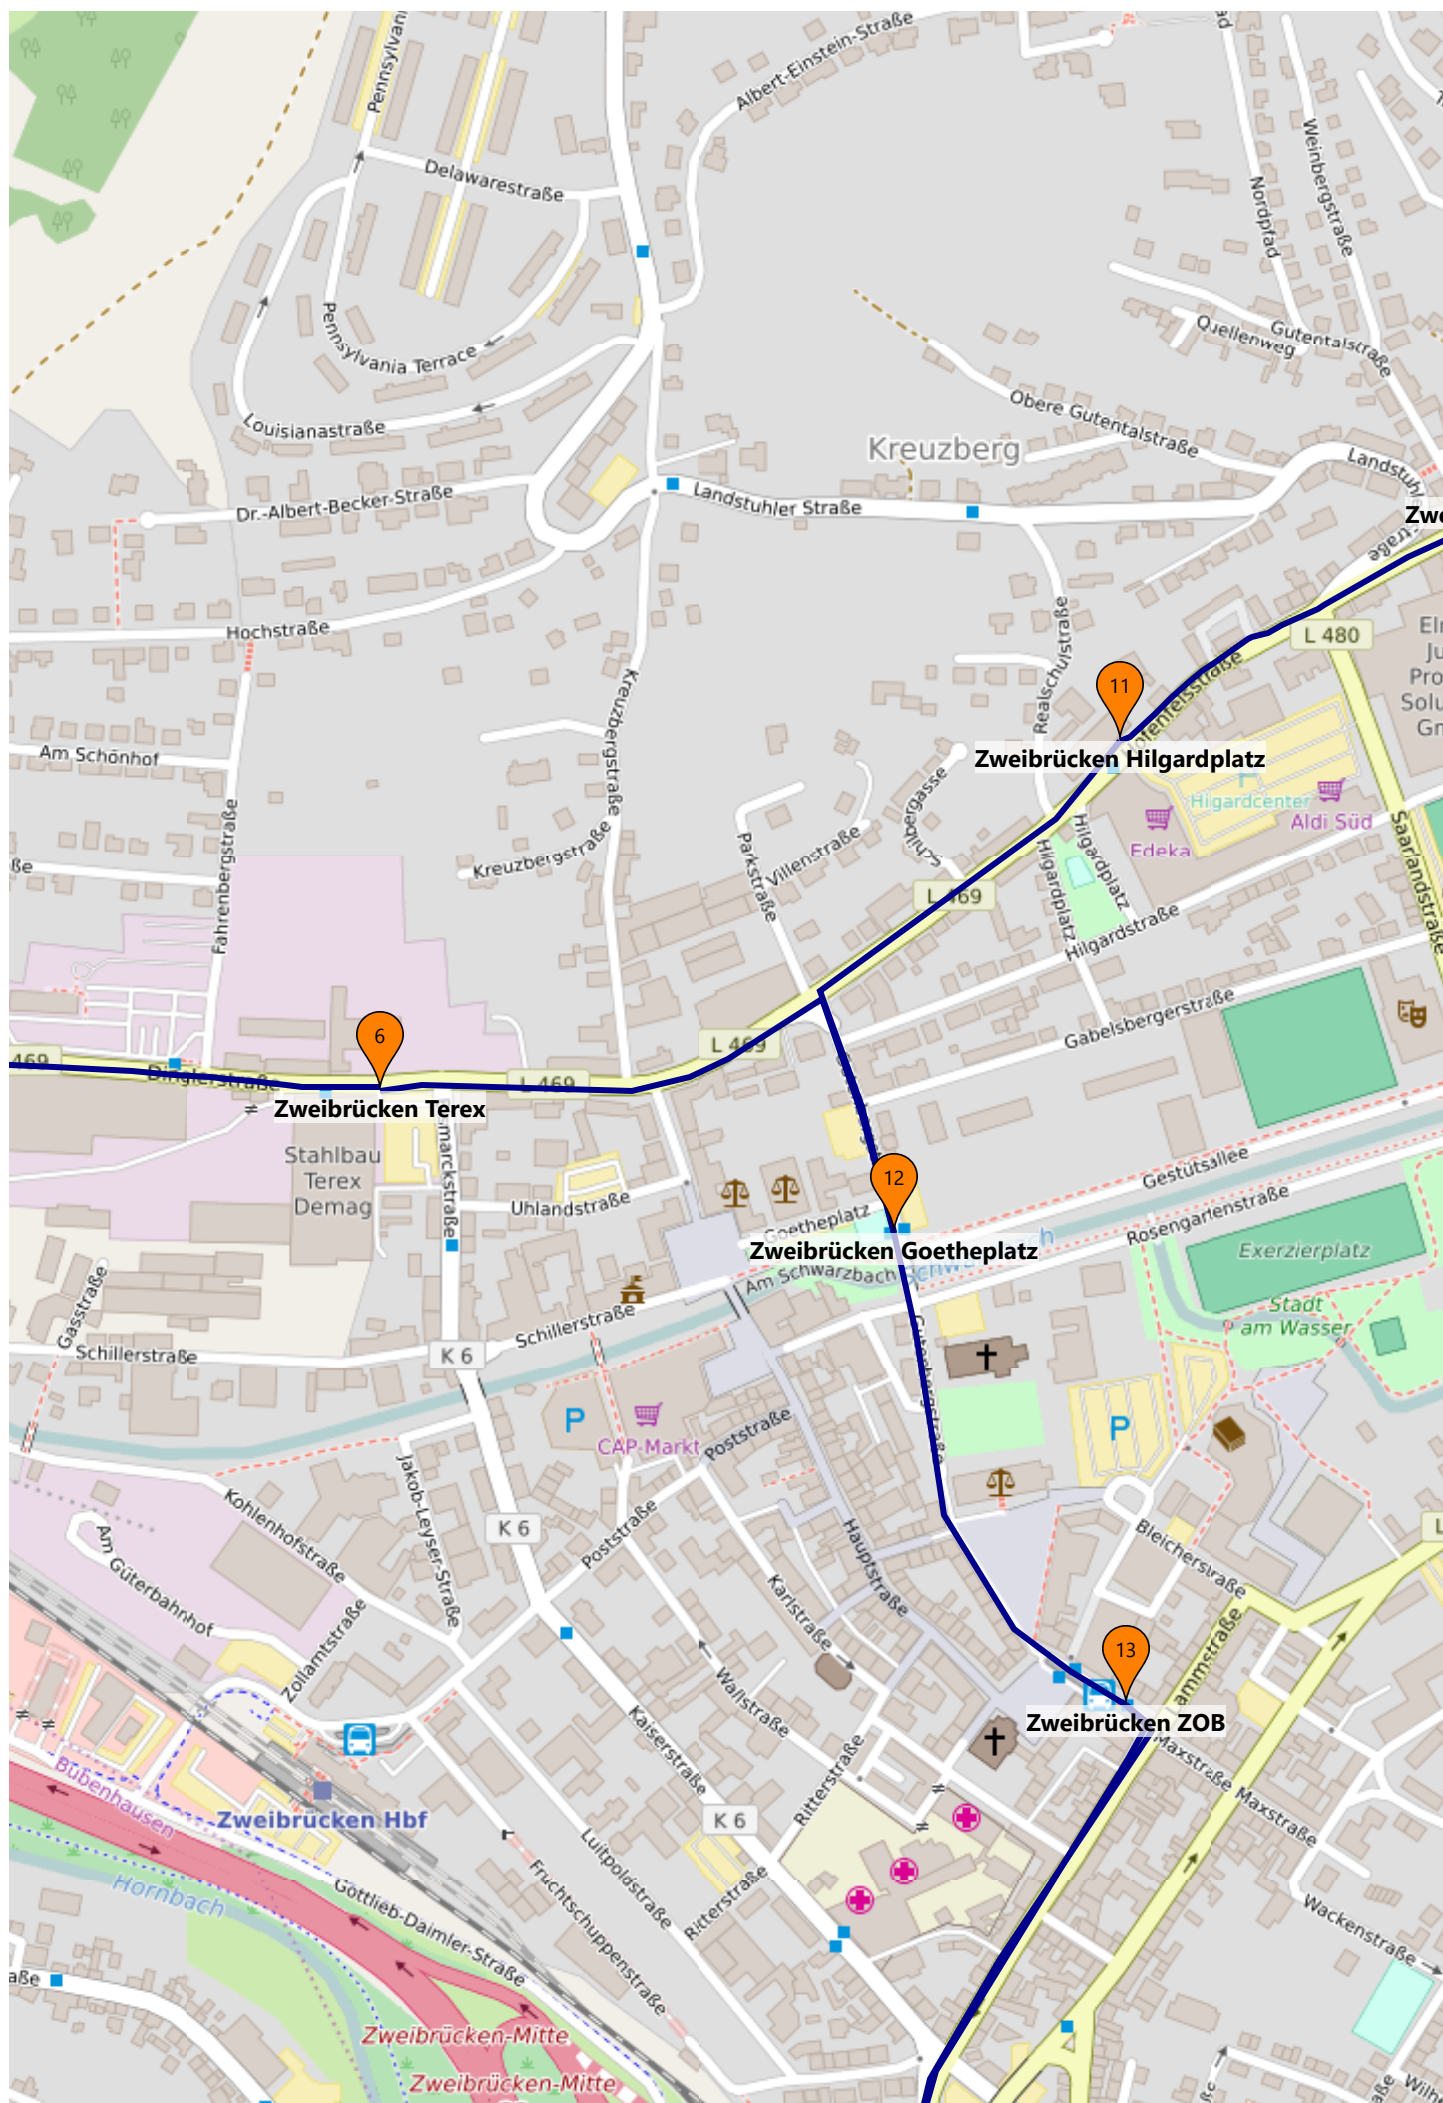 Albert-Einstein-Straße
Delawarestraße
Weinbergstraße
Nordpfad
Pennsylvania Terrace
Quellenweg
Gutentalstraße
Louisianastraße
Obere Gutentalstraße
Kreuzberg
Dr.-Albert-Becker-Straße
Landstuhler Straße
Hochstraße
L 480
Realschulstraße
11
Kreuzbergstraße
Am Schönhof
Zweibrücken Hilgardplatz
Higardcenter
Aldi Süd
Edeka
Fahrenbergstraße
Kreuzbergstraße
Parkstraße
Villenstraße
Schilbergasse
Hilgardplatz
Hilgardplatz
Saarlandstraße
L 469
Hilgardstraße
Gabelsbergerstraße
6
L 469
469
Dinglerstraße
L 469
Zweibrücken Terex
Stahlbau
Terex
Demag
Uhlandstraße
12
Gestütsallee
Rosengartenstraße
Goetheplatz
Zweibrücken Goetheplatz
Am Schwarzbach
Exerzierplatz
Stadt
am Wasser
Gasstraße
Schillerstraße
Schillerstraße
K 6
Gutenbergstraße
P
CAP-Markt
Poststraße
P
Jakob-Leyser-Straße
Kohlenhofstraße
K 6
Poststraße
Am Güterbahnhof
Hauptstraße
Bleicherstraße
Karlstraße
Zollamtstraße
13
Wallstraße
Zweibrücken ZOB
Kaiserstraße
Maxstraße
Maxstraße
Bubenhausen
Zweibrücken Hbf
Ritterstraße
K 6
Luitpoldstraße
Fruchtschuppenstraße
Ritterstraße
Hornbach
Gottlieb-Daimler-Straße
Wackenstraße
Zweibrücken-Mitte
Zweibrücken-Mitte